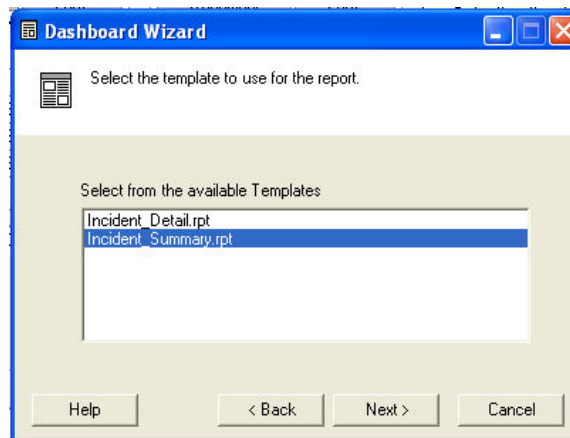 Dashboard Wizard
Select the template to use for the report.
Select from the available Templates
Incident_Detail.rpt
Incident_Summary.rpt
Help
< Back
Next >
Cancel